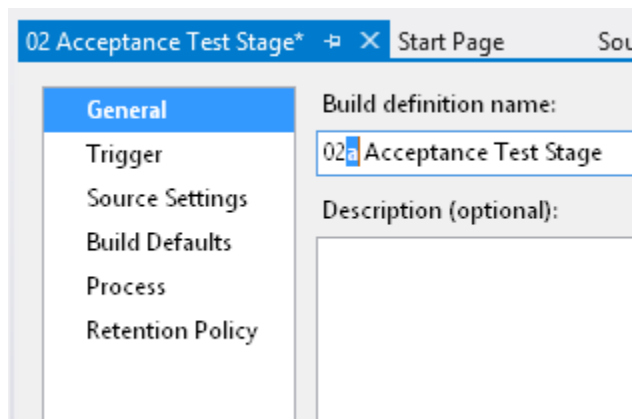 02 Acceptance Test Stage* Start Page Sou
General
Trigger
Source Settings
Build Defaults
Process
Retention Policy
Build definition name:
02a Acceptance Test Stage
Description (optional):